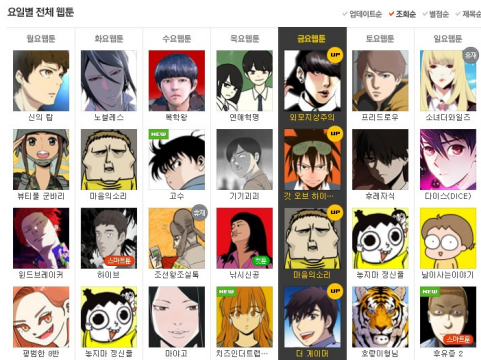 요일별 전체 웹툰
업데이트순 조회순 별점순 제목순
월요웹툰 화요웹툰 수요웹툰 목요웹툰 금요웹툰 토요웹툰 일요웹툰
UP 휴재
신의 탑 노블레스 복학왕 연애혁명 외모지상주의 프리드로우 소녀더와일즈
NEW UP
뷰티풀 군바리 마음의소리 고수 기기괴괴 갓 오브 하이… 후레자식 다이스(DICE)
스마트툰 휴재 컷툰 UP
윈드브레이커 하이브 조선왕조실톡 낚시신공 마음의소리 놓지마 정신줄 날이사는이야기
NEW UP NEW 스마트툰
평범한 8반 놓지마 정신줄 마야고 치즈인더트랩… 더 게이머 호랑이형님 후유증 2